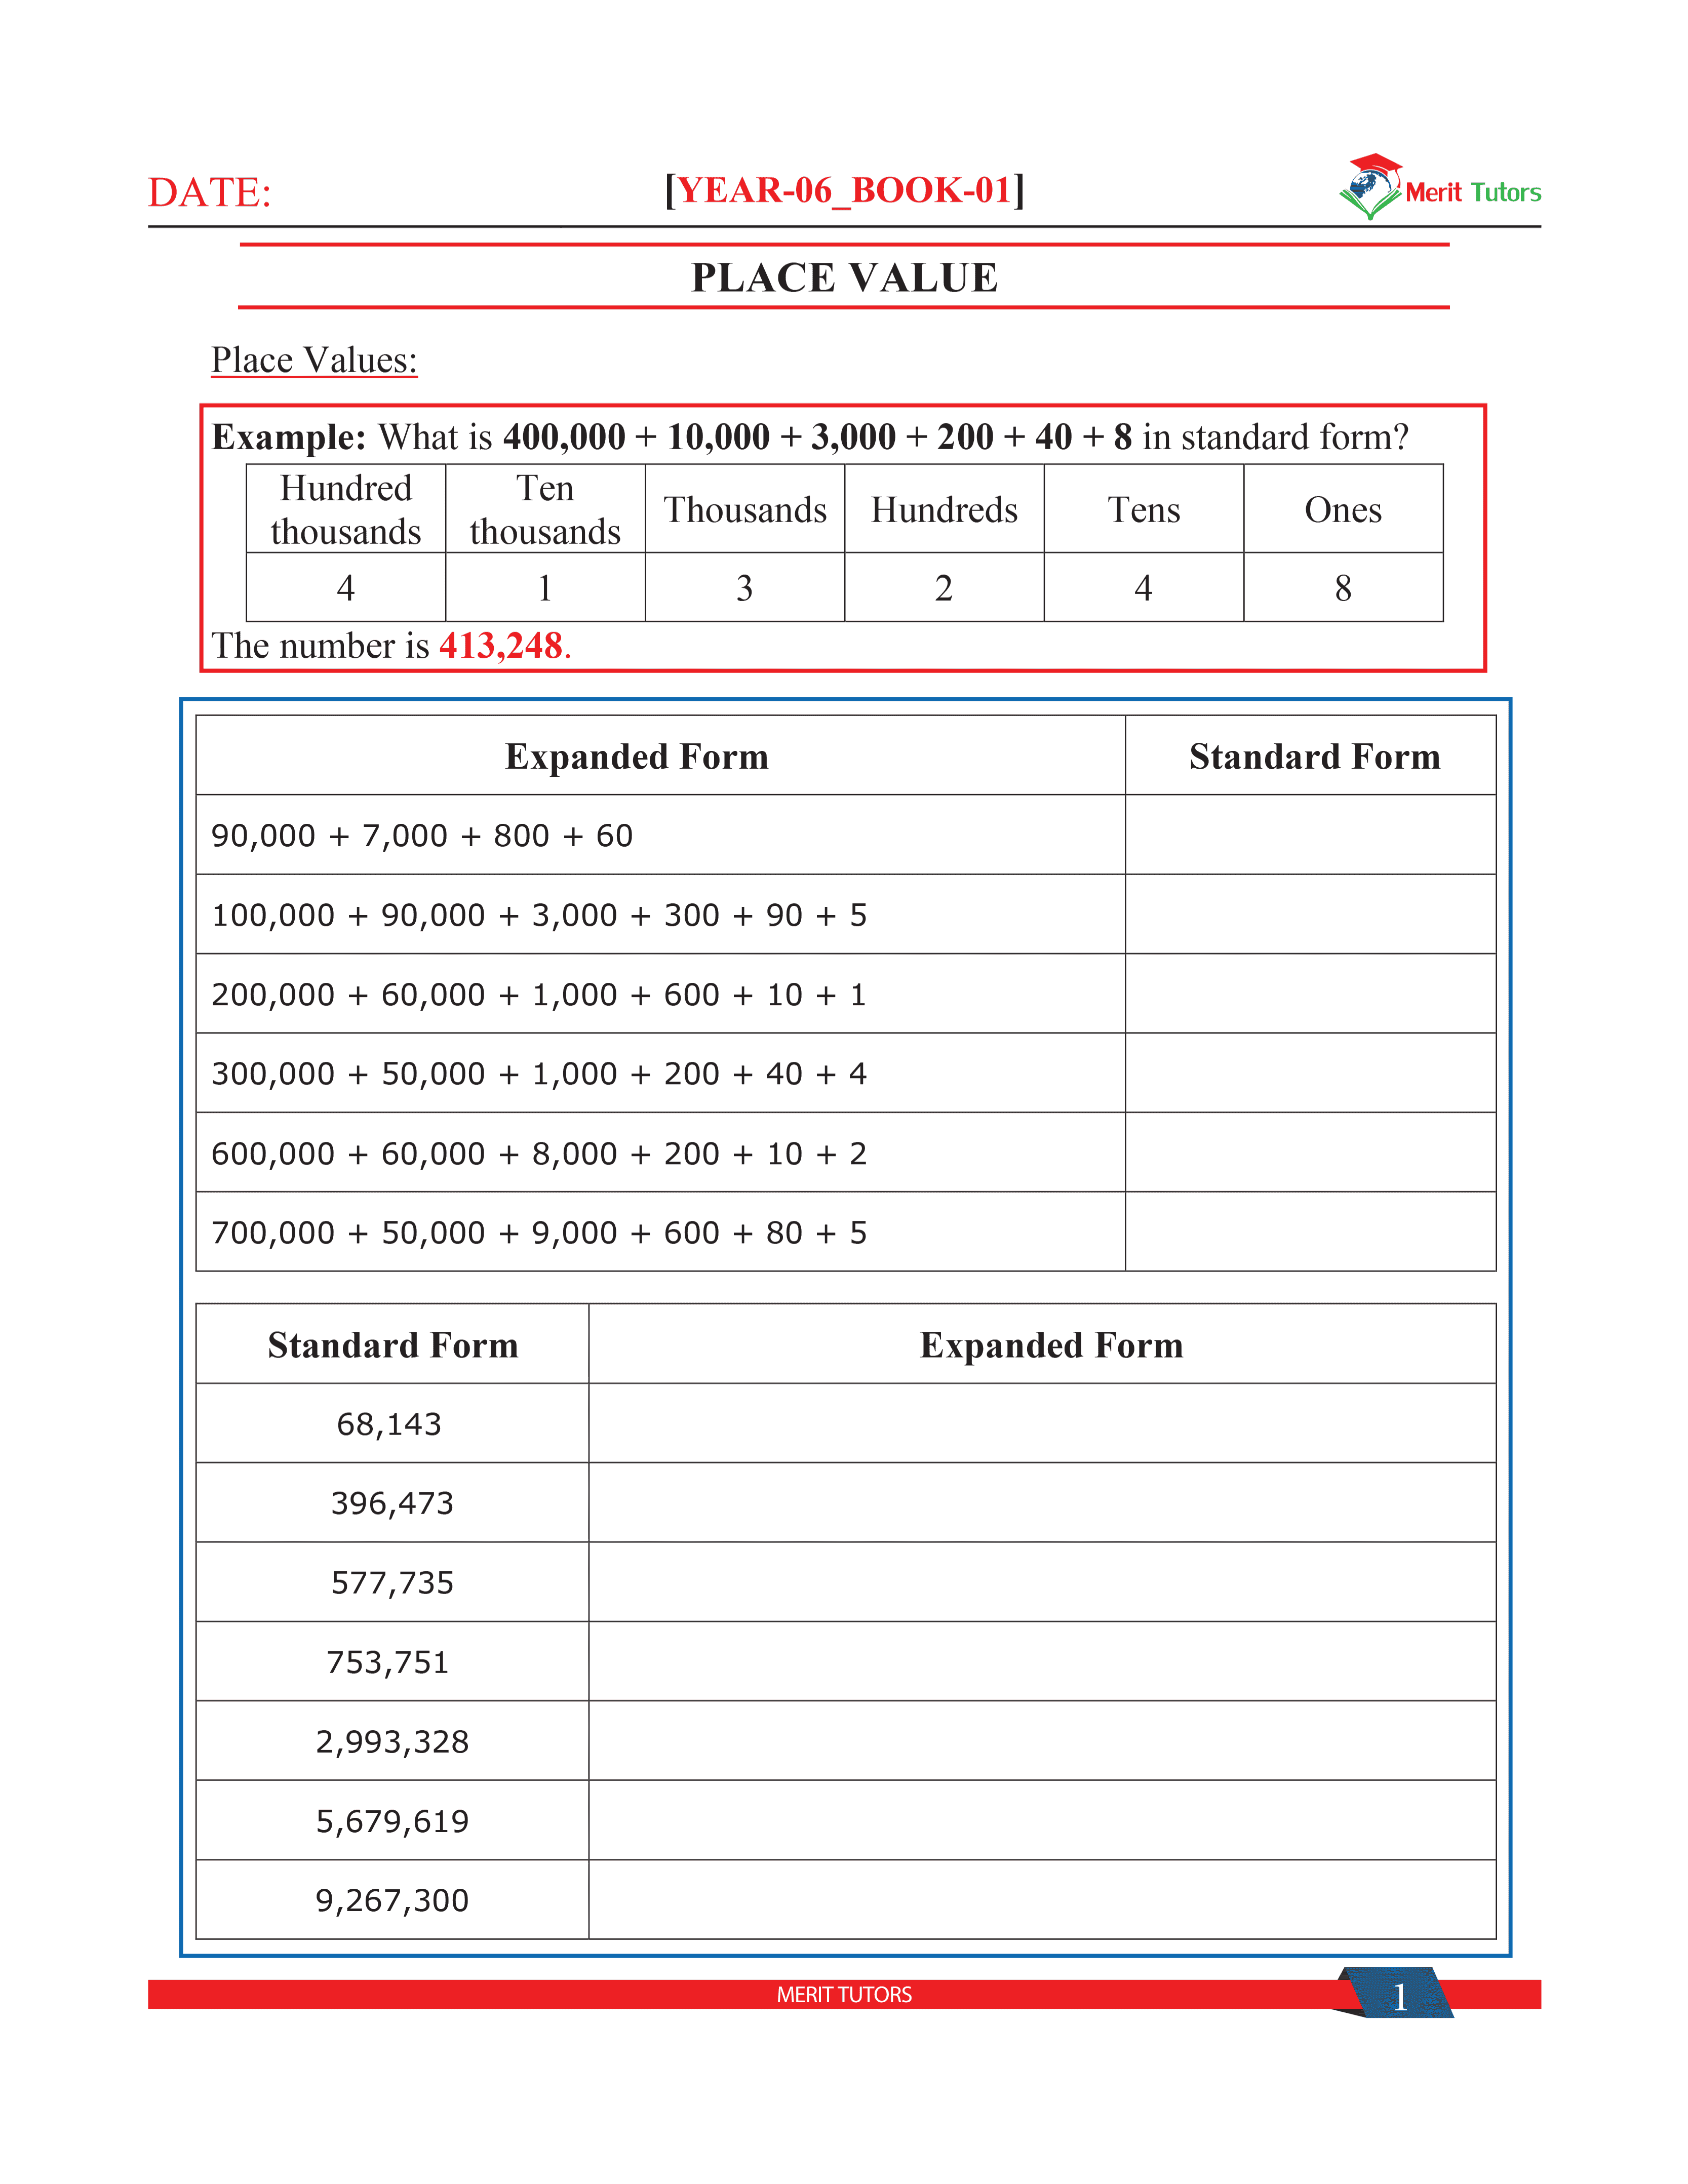 DATE:
[YEAR-06_BOOK-01]
Merit Tutors
PLACE VALUE
Place Values:
Example: What is 400,000 + 10,000 + 3,000 + 200 + 40 + 8 in standard form?
Hundred thousands Ten thousands Thousands Hundreds Tens Ones
4 1 3 2 4 8
The number is 413,248.
Expanded Form Standard Form
90,000 + 7,000 + 800 + 60
100,000 + 90,000 + 3,000 + 300 + 90 + 5
200,000 + 60,000 + 1,000 + 600 + 10 + 1
300,000 + 50,000 + 1,000 + 200 + 40 + 4
600,000 + 60,000 + 8,000 + 200 + 10 + 2
700,000 + 50,000 + 9,000 + 600 + 80 + 5
Standard Form Expanded Form
68,143
396,473
577,735
753,751
2,993,328
5,679,619
9,267,300
MERIT TUTORS
1